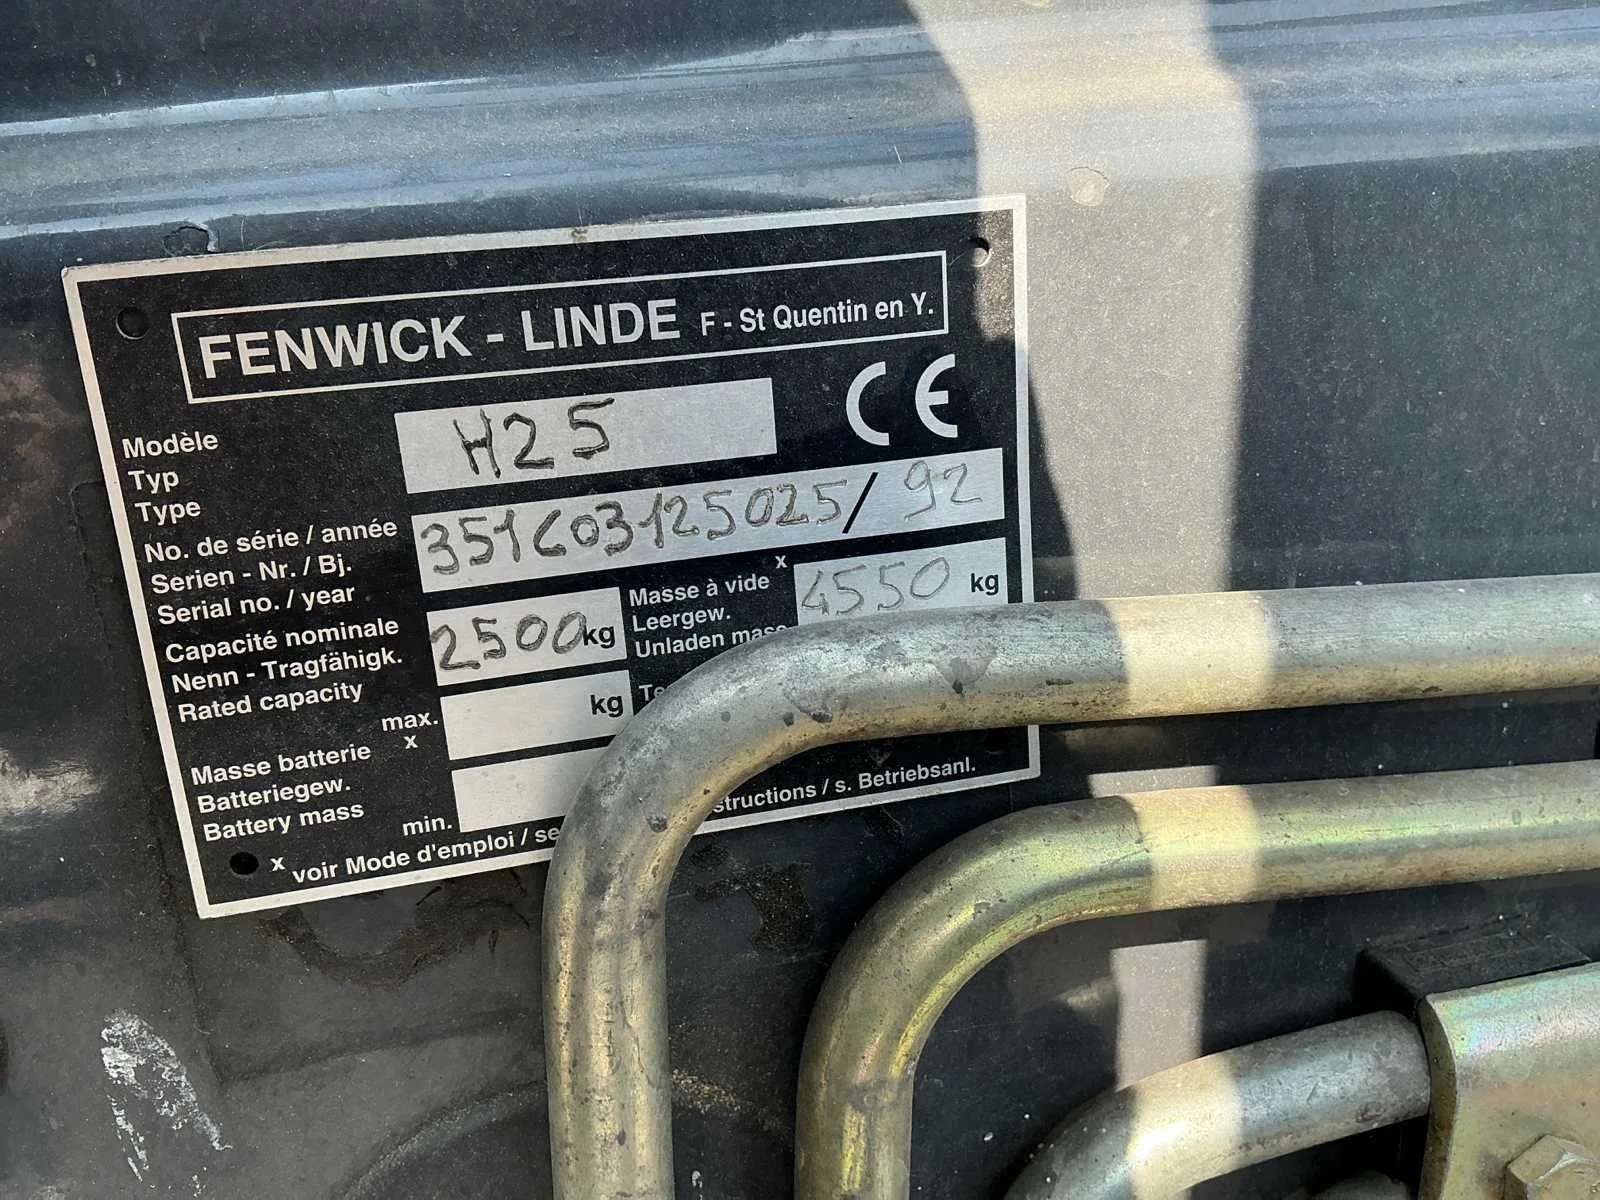 FENWICK - LINDE F - St Quentin en Y.
CE
Modèle
Typ
Type
H25
No. de série / année
Serien - Nr. / Bj.
Serial no. / year
351C03125025/92
Capacité nominale
Nenn - Tragfähigk.
Rated capacity
2500 kg
Masse à vide x
Leergew.
Unladen mass
4550 kg
Masse batterie
Batteriegew.
Battery mass
max. kg
x
min.
x voir Mode d'emploi / s. Betriebsanl.